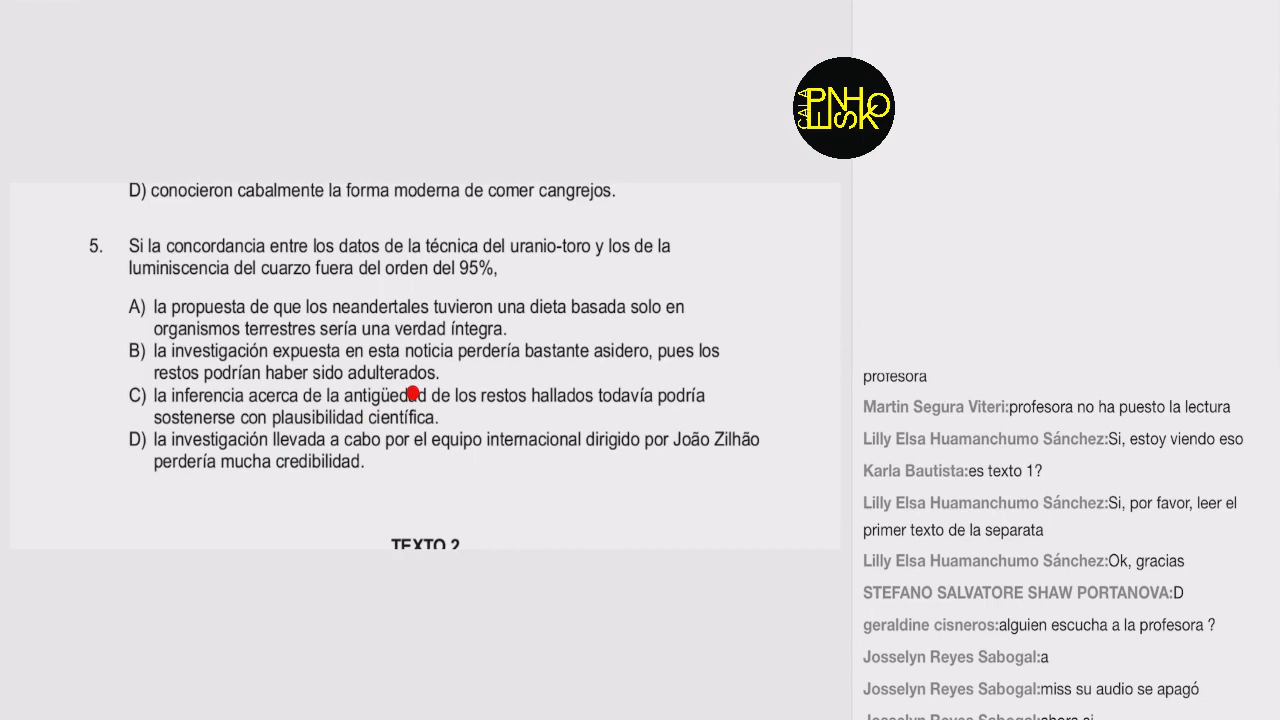 CALA
PENHO
ESK
D) conocieron cabalmente la forma moderna de comer cangrejos.
5. Si la concordancia entre los datos de la técnica del uranio-toro y los de la
luminiscencia del cuarzo fuera del orden del 95%,
A) la propuesta de que los neandertales tuvieron una dieta basada solo en
organismos terrestres sería una verdad íntegra.
B) la investigación expuesta en esta noticia perdería bastante asidero, pues los
restos podrían haber sido adulterados.
C) la inferencia acerca de la antigüedad de los restos hallados todavía podría
sostenerse con plausibilidad científica.
D) la investigación llevada a cabo por el equipo internacional dirigido por João Zilhão
perdería mucha credibilidad.
TEXTO 2
profesora
Martin Segura Viteri:profesora no ha puesto la lectura
Lilly Elsa Huamanchumo Sánchez:Si, estoy viendo eso
Karla Bautista:es texto 1?
Lilly Elsa Huamanchumo Sánchez:Si, por favor, leer el
primer texto de la separata
Lilly Elsa Huamanchumo Sánchez:Ok, gracias
STEFANO SALVATORE SHAW PORTANOVA:D
geraldine cisneros:alguien escucha a la profesora ?
Josselyn Reyes Sabogal:a
Josselyn Reyes Sabogal:miss su audio se apagó
Josselyn Reyes Sabogal:ahora si